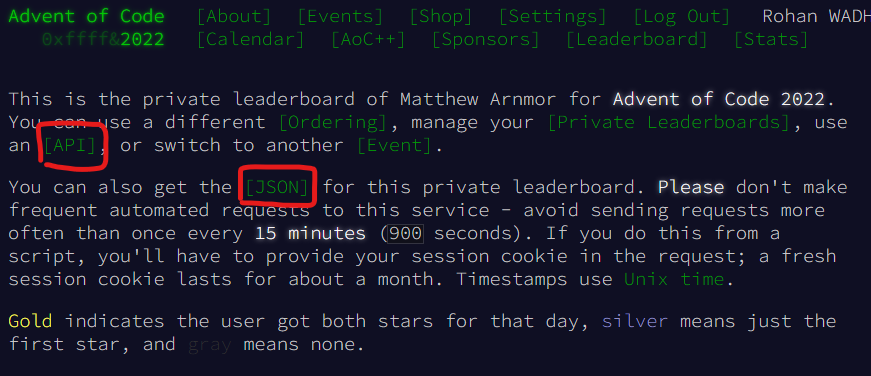 Advent of Code [About] [Events] [Shop] [Settings] [Log Out] Rohan WADH
0xffff&2022 [Calendar] [AoC++] [Sponsors] [Leaderboard] [Stats]
This is the private leaderboard of Matthew Arnmor for Advent of Code 2022.
You can use a different [Ordering], manage your [Private Leaderboards], use
an [API], or switch to another [Event].
You can also get the [JSON] for this private leaderboard. Please don't make
frequent automated requests to this service - avoid sending requests more
often than once every 15 minutes (900 seconds). If you do this from a
script, you'll have to provide your session cookie in the request; a fresh
session cookie lasts for about a month. Timestamps use Unix time.
Gold indicates the user got both stars for that day, silver means just the
first star, and gray means none.